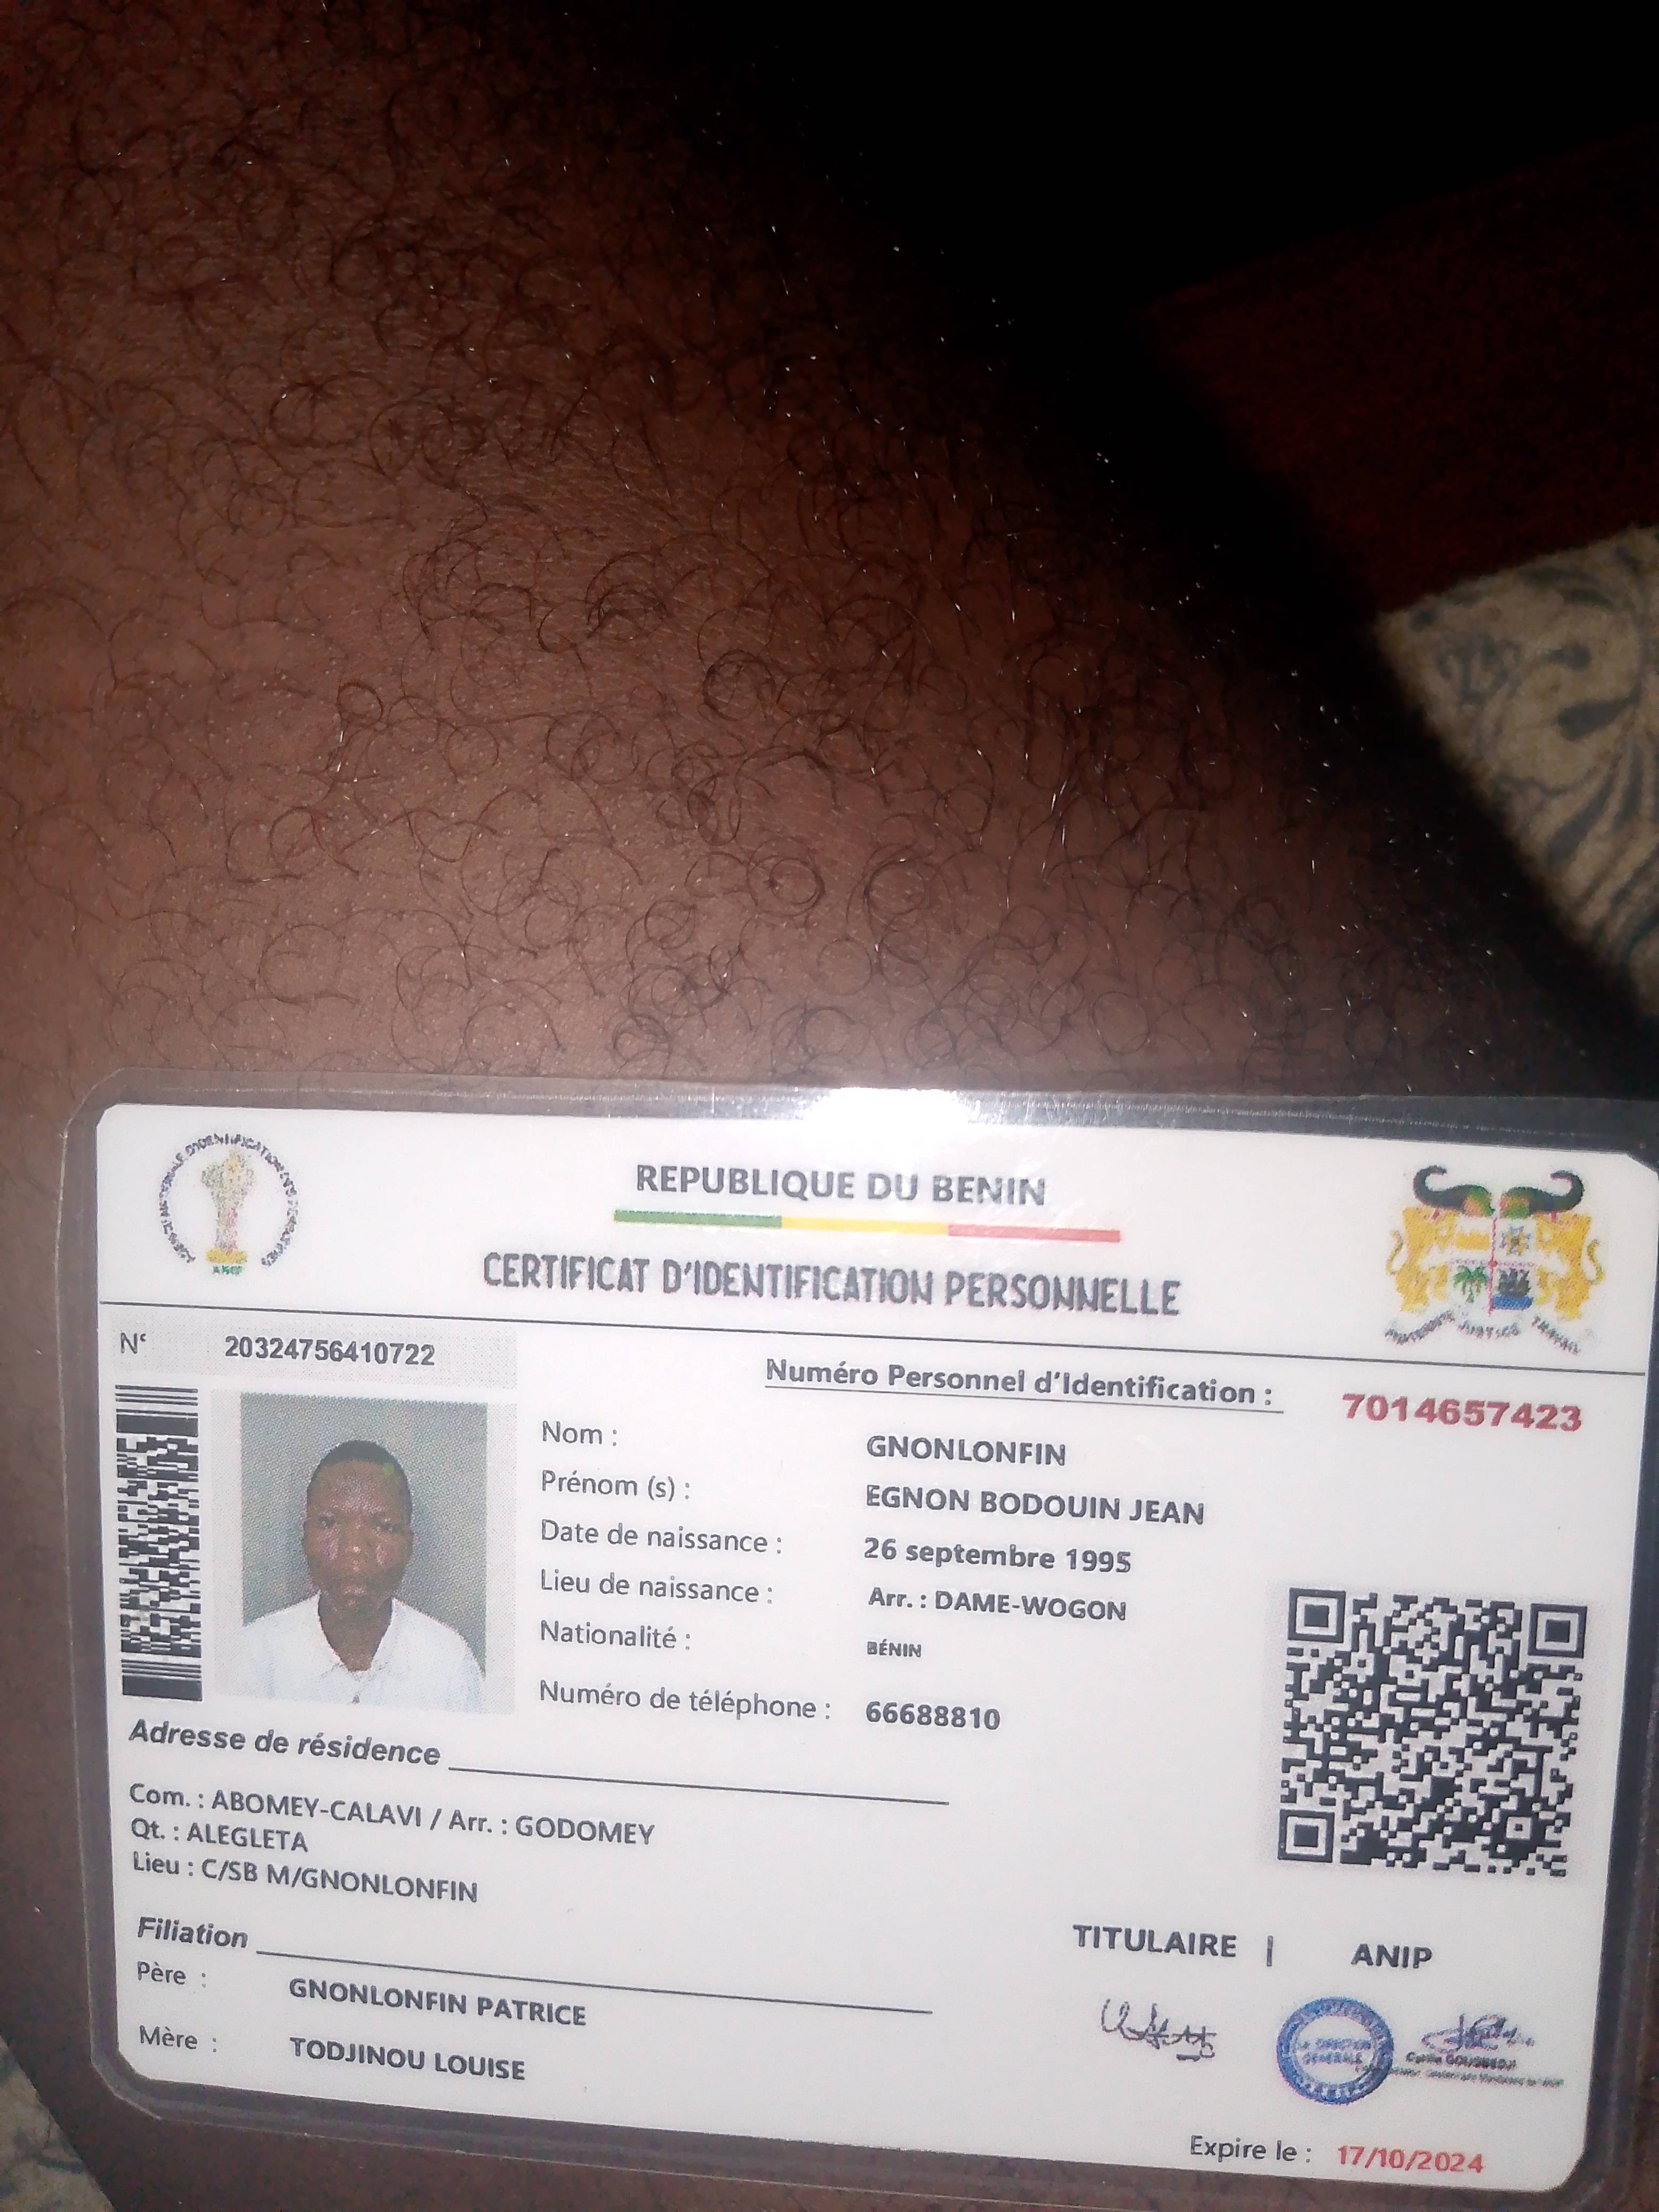 REPUBLIQUE DU BENIN
CERTIFICAT D'IDENTIFICATION PERSONNELLE
N° 20324756410722
Numéro Personnel d'Identification : 7014657423
Nom : GNONLONFIN
Prénom (s) : EGNON BODOUIN JEAN
Date de naissance : 26 septembre 1995
Lieu de naissance : Arr. : DAME-WOGON
Nationalité : BÉNIN
Numéro de téléphone : 66688810
Adresse de résidence
Com. : ABOMEY-CALAVI / Arr. : GODOMEY
Qt. : ALEGLETA
Lieu : C/SB M/GNONLONFIN
Filiation
Père : GNONLONFIN PATRICE
Mère : TODJINOU LOUISE
TITULAIRE | ANIP
Expire le : 17/10/2024